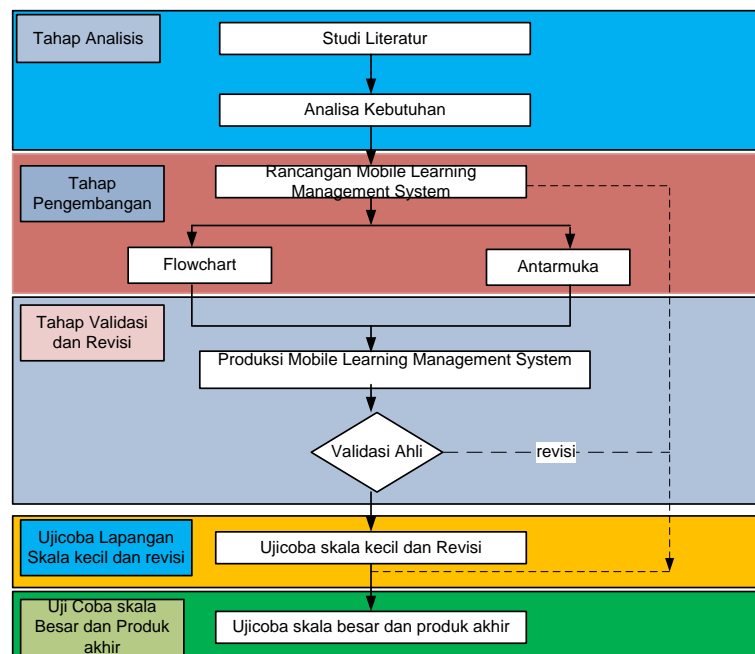 Tahap Analisis
Studi Literatur
Analisa Kebutuhan
Tahap
Pengembangan
Rancangan Mobile Learning
Management System
Flowchart
Antarmuka
Tahap Validasi
dan Revisi
Produksi Mobile Learning Management System
Validasi Ahli
revisi
Ujicoba Lapangan
Skala kecil dan revisi
Ujicoba skala kecil dan Revisi
Uji Coba skala
Besar dan Produk
akhir
Ujicoba skala besar dan produk akhir